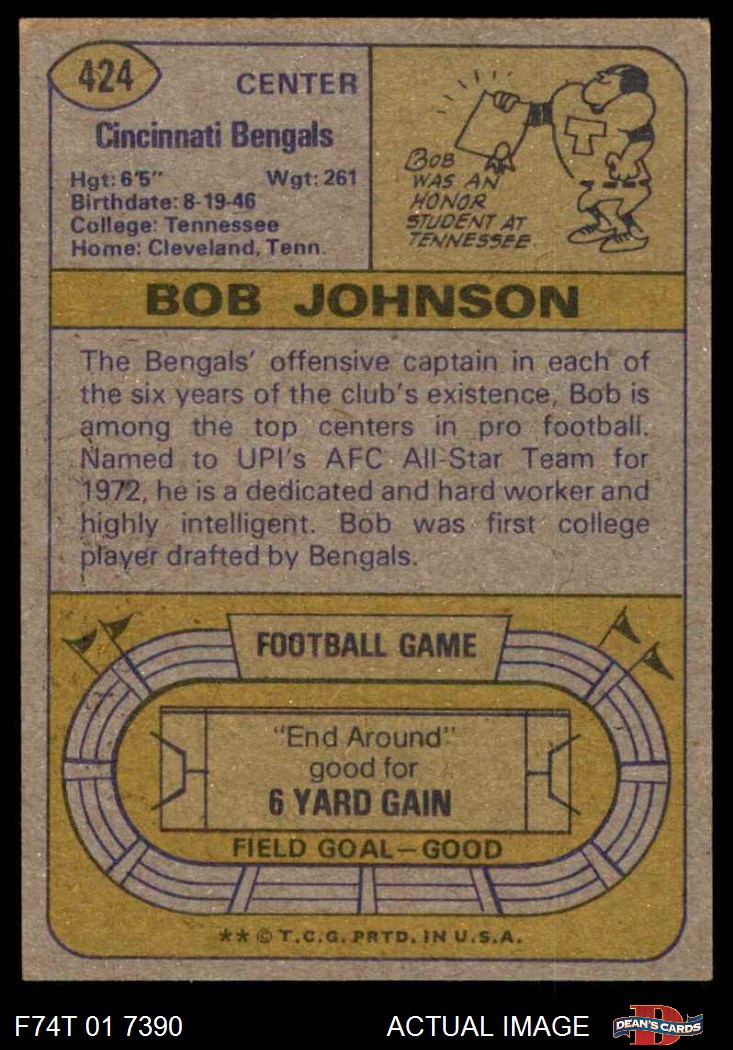 424
CENTER
Cincinnati Bengals
Hgt: 6'5" Wgt: 261
Birthdate: 8-19-46
College: Tennessee
Home: Cleveland, Tenn.
T
BOB
WAS AN
HONOR
STUDENT AT
TENNESSEE.
BOB JOHNSON
The Bengals' offensive captain in each of
the six years of the club's existence, Bob is
among the top centers in pro football.
Named to UPI's AFC All-Star Team for
1972, he is a dedicated and hard worker and
highly intelligent. Bob was first college
player drafted by Bengals.
FOOTBALL GAME
"End Around"
good for
6 YARD GAIN
FIELD GOAL—GOOD
** © T.C.G. PRTD. IN U.S.A.
F74T 01 7390 ACTUAL IMAGE
D
DEAN'S CARDS